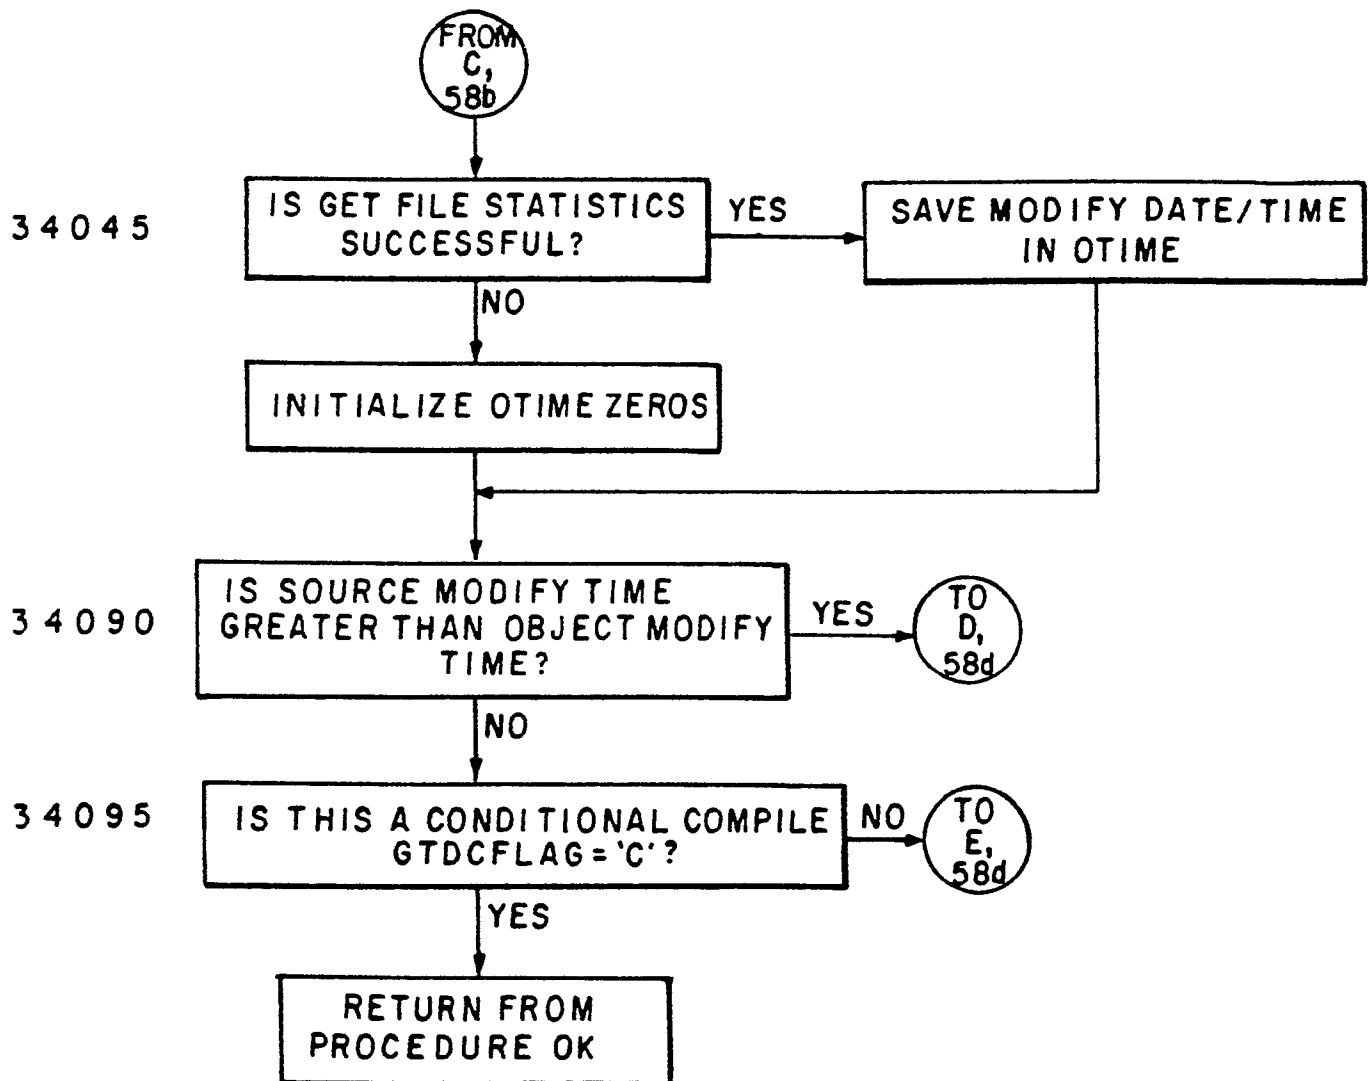 FROM
C,
58b
34045
IS GET FILE STATISTICS
SUCCESSFUL?
YES
SAVE MODIFY DATE/TIME
IN OTIME
NO
INITIALIZE OTIME ZEROS
34090
IS SOURCE MODIFY TIME
GREATER THAN OBJECT MODIFY
TIME?
YES
TO
D,
58d
NO
34095
IS THIS A CONDITIONAL COMPILE
GTDCFLAG='C'?
NO
TO
E,
58d
YES
RETURN FROM
PROCEDURE OK